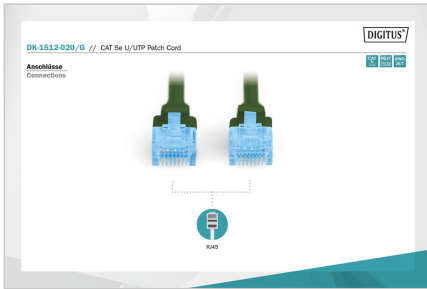 DIGITUS®
DK-1512-020/G // CAT 5e U/UTP Patch Cord
Anschlüsse
Connections
RJ45